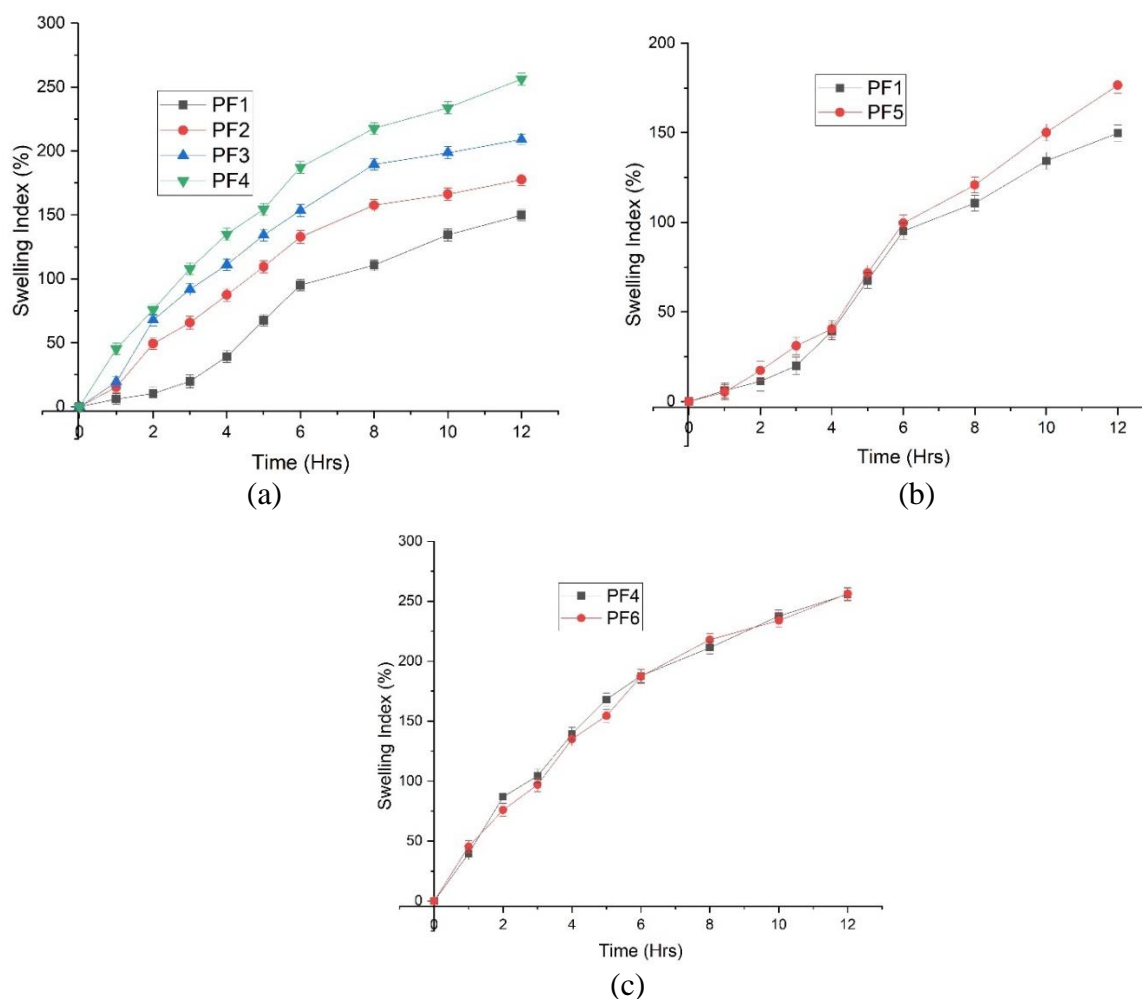 300
250
200
150
100
50
0
Swelling Index (%)
PF1
PF2
PF3
PF4
0 2 4 6 8 10 12
Time (Hrs)
(a)
200
150
100
50
0
Swelling Index (%)
PF1
PF5
0 2 4 6 8 10 12
Time (Hrs)
(b)
300
250
200
150
100
50
0
Swelling Index (%)
PF4
PF6
0 2 4 6 8 10 12
Time (Hrs)
(c)